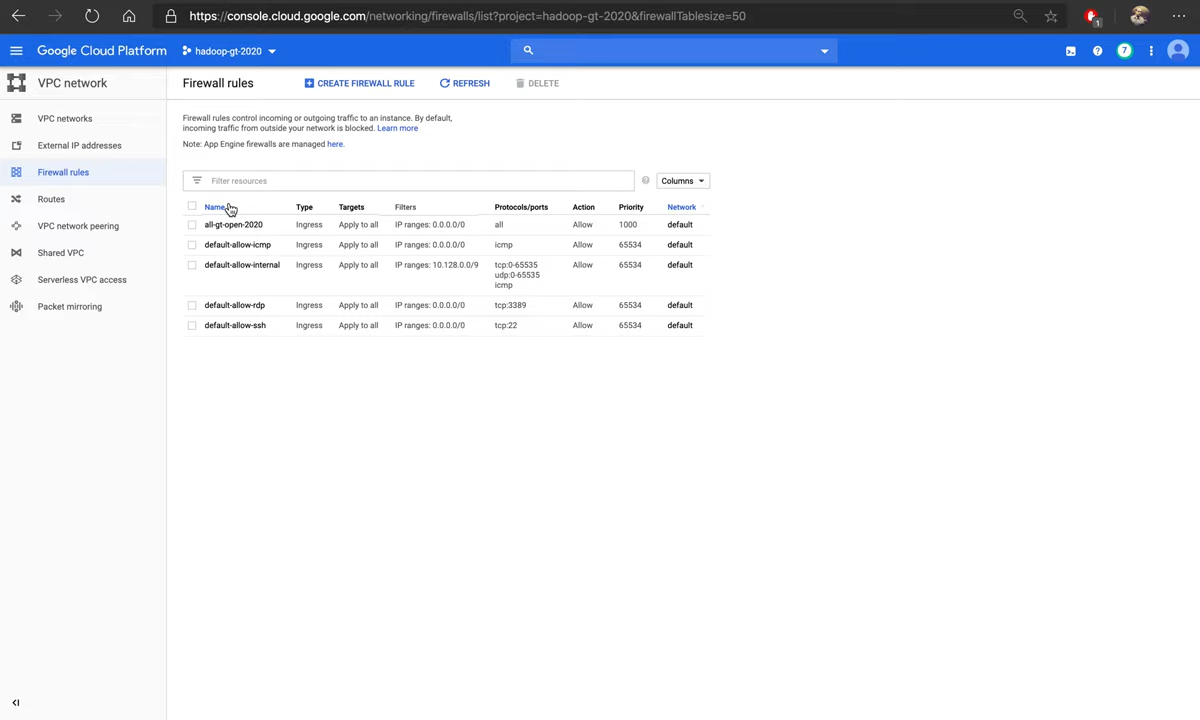 https://console.cloud.google.com/networking/firewalls/list?project=hadoop-gt-2020&firewallTablesize=50
1
Google Cloud Platform
hadoop-gt-2020
7
VPC network
Firewall rules
CREATE FIREWALL RULE
REFRESH
DELETE
VPC networks
External IP addresses
Firewall rules
Routes
VPC network peering
Shared VPC
Serverless VPC access
Packet mirroring
Firewall rules control incoming or outgoing traffic to an instance. By default,
incoming traffic from outside your network is blocked. Learn more
Note: App Engine firewalls are managed here.
Filter resources
Columns
Name Type Targets Filters Protocols/ports Action Priority Network
all-gt-open-2020 Ingress Apply to all IP ranges: 0.0.0.0/0 all Allow 1000 default
default-allow-icmp Ingress Apply to all IP ranges: 0.0.0.0/0 icmp Allow 65534 default
default-allow-internal Ingress Apply to all IP ranges: 10.128.0.0/9 tcp:0-65535 Allow 65534 default
udp:0-65535
icmp
default-allow-rdp Ingress Apply to all IP ranges: 0.0.0.0/0 tcp:3389 Allow 65534 default
default-allow-ssh Ingress Apply to all IP ranges: 0.0.0.0/0 tcp:22 Allow 65534 default